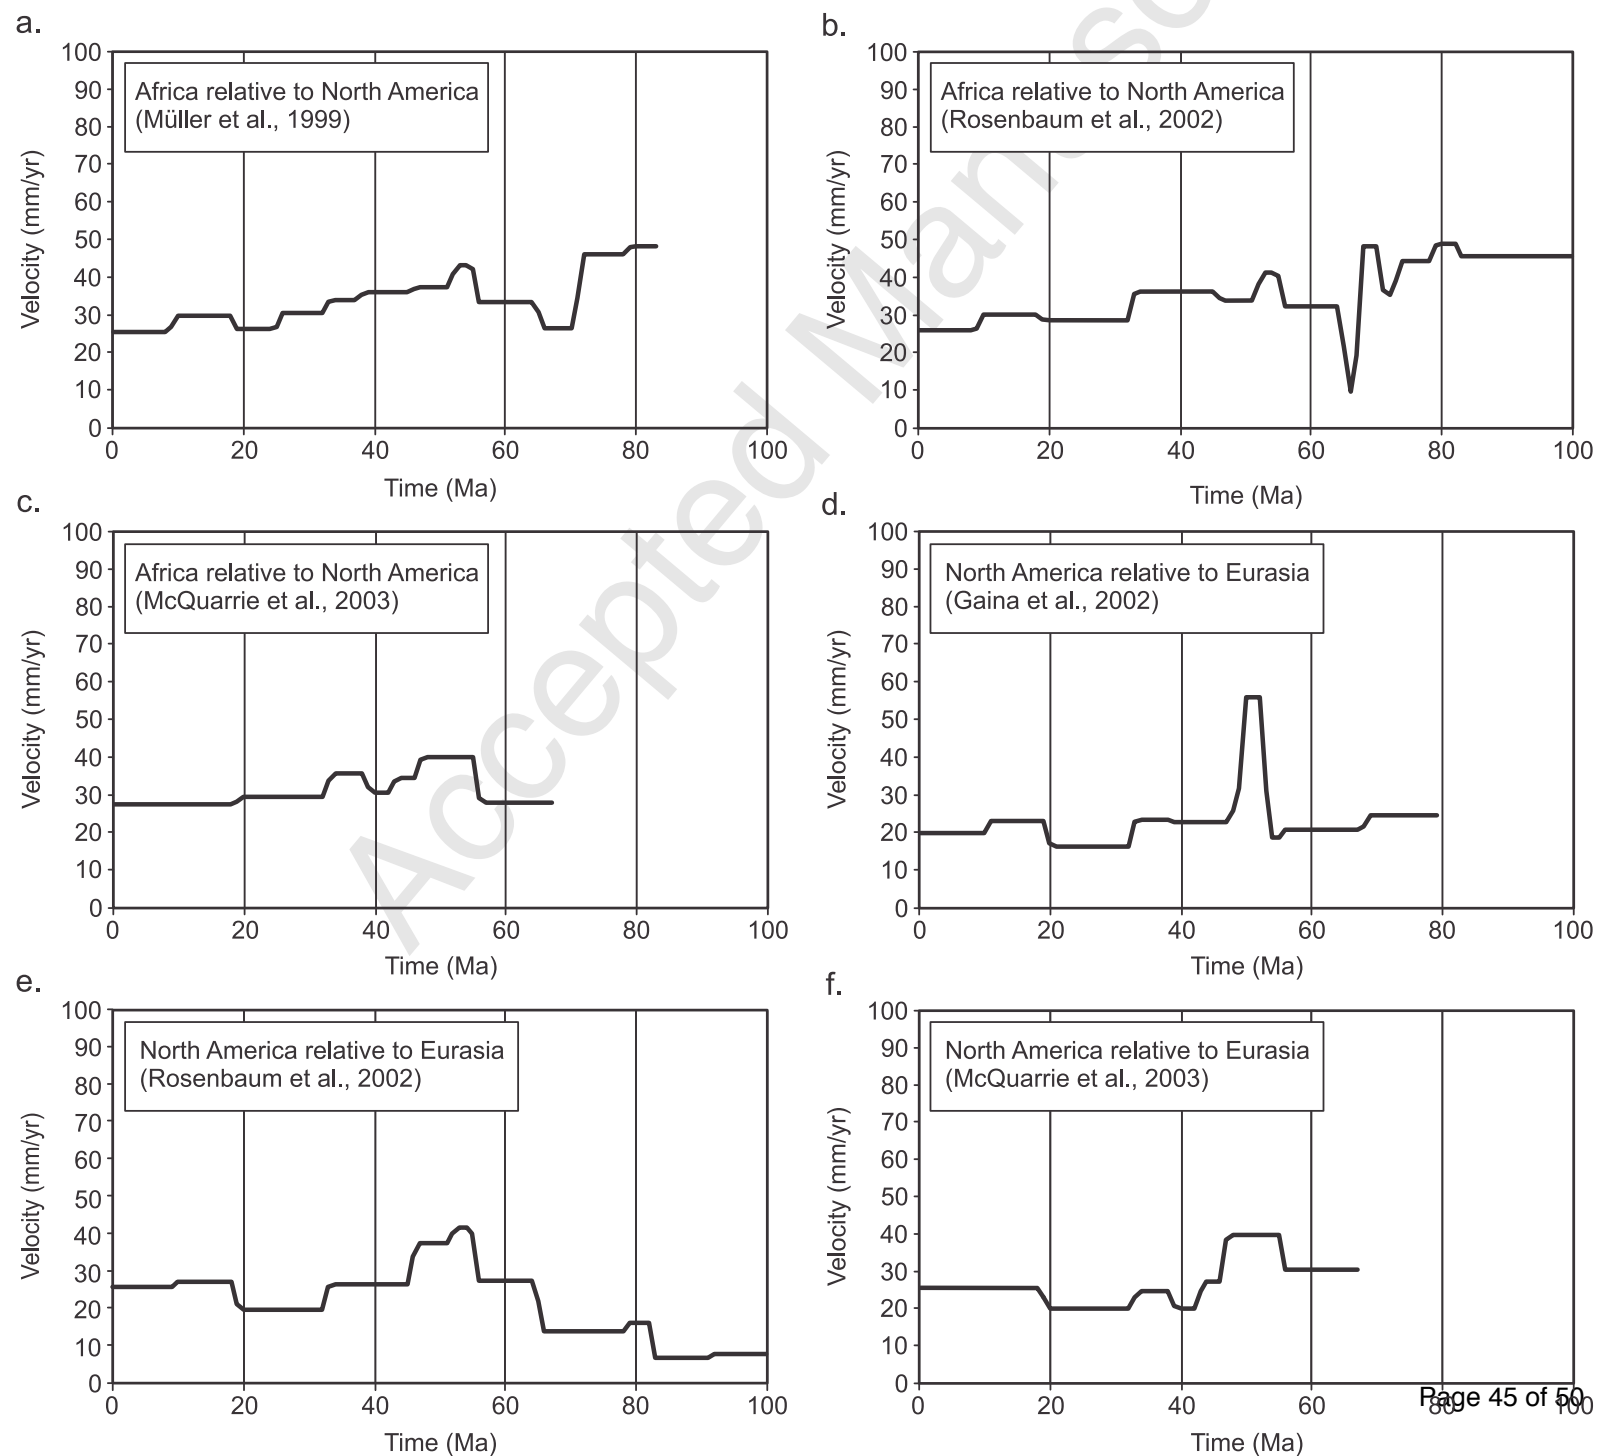 a.
100
90
80
70
60
50
40
30
20
10
0
Velocity (mm/yr)
Africa relative to North America
(Müller et al., 1999)
0 20 40 60 80 100
Time (Ma)
b.
100
90
80
70
60
50
40
30
20
10
0
Velocity (mm/yr)
Africa relative to North America
(Rosenbaum et al., 2002)
0 20 40 60 80 100
Time (Ma)
c.
100
90
80
70
60
50
40
30
20
10
0
Velocity (mm/yr)
Africa relative to North America
(McQuarrie et al., 2003)
0 20 40 60 80 100
Time (Ma)
d.
100
90
80
70
60
50
40
30
20
10
0
Velocity (mm/yr)
North America relative to Eurasia
(Gaina et al., 2002)
0 20 40 60 80 100
Time (Ma)
e.
100
90
80
70
60
50
40
30
20
10
0
Velocity (mm/yr)
North America relative to Eurasia
(Rosenbaum et al., 2002)
0 20 40 60 80 100
Time (Ma)
f.
100
90
80
70
60
50
40
30
20
10
0
Velocity (mm/yr)
North America relative to Eurasia
(McQuarrie et al., 2003)
0 20 40 60 80 100
Time (Ma)
Page 45 of 50
Accepted